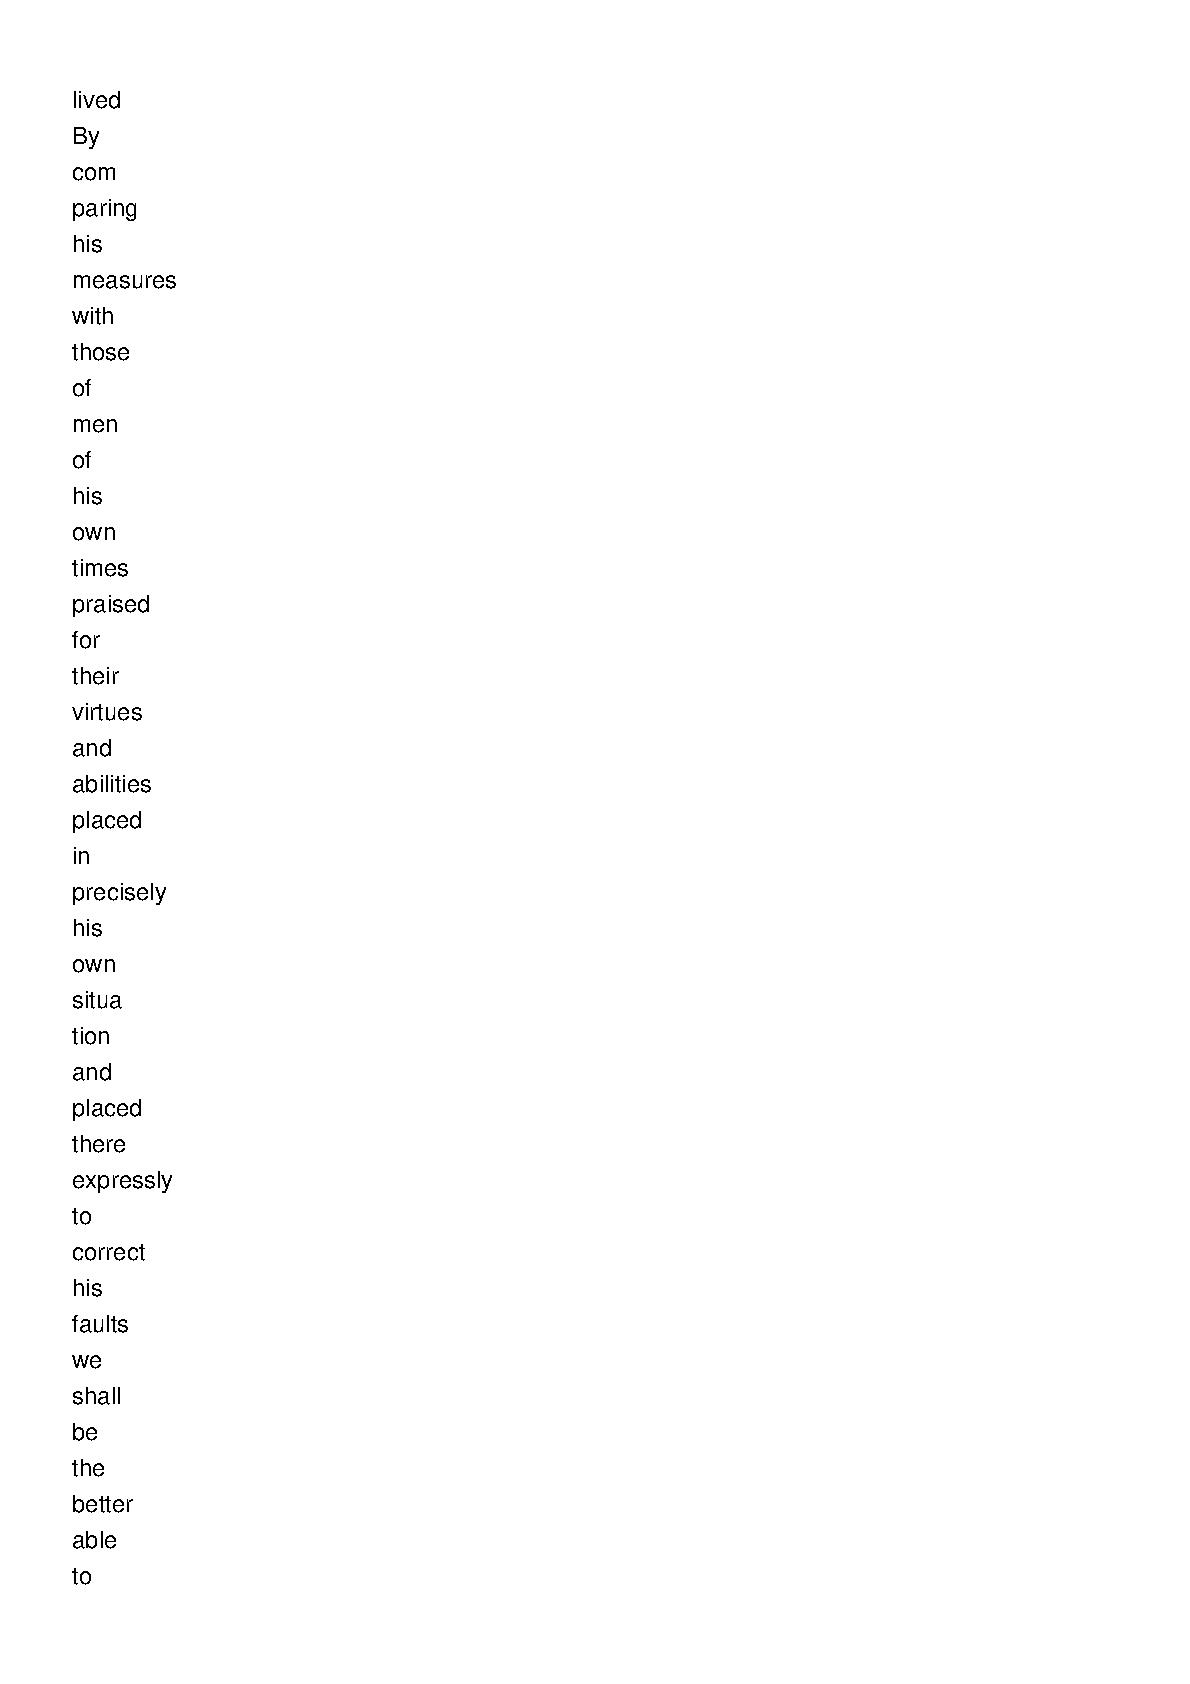 lived
By
com
paring
his
measures
with
those
of
men
of
his
own
times
praised
for
their
virtues
and
abilities
placed
in
precisely
his
own
situa
tion
and
placed
there
expressly
to
correct
his
faults
we
shall
be
the
better
able
to